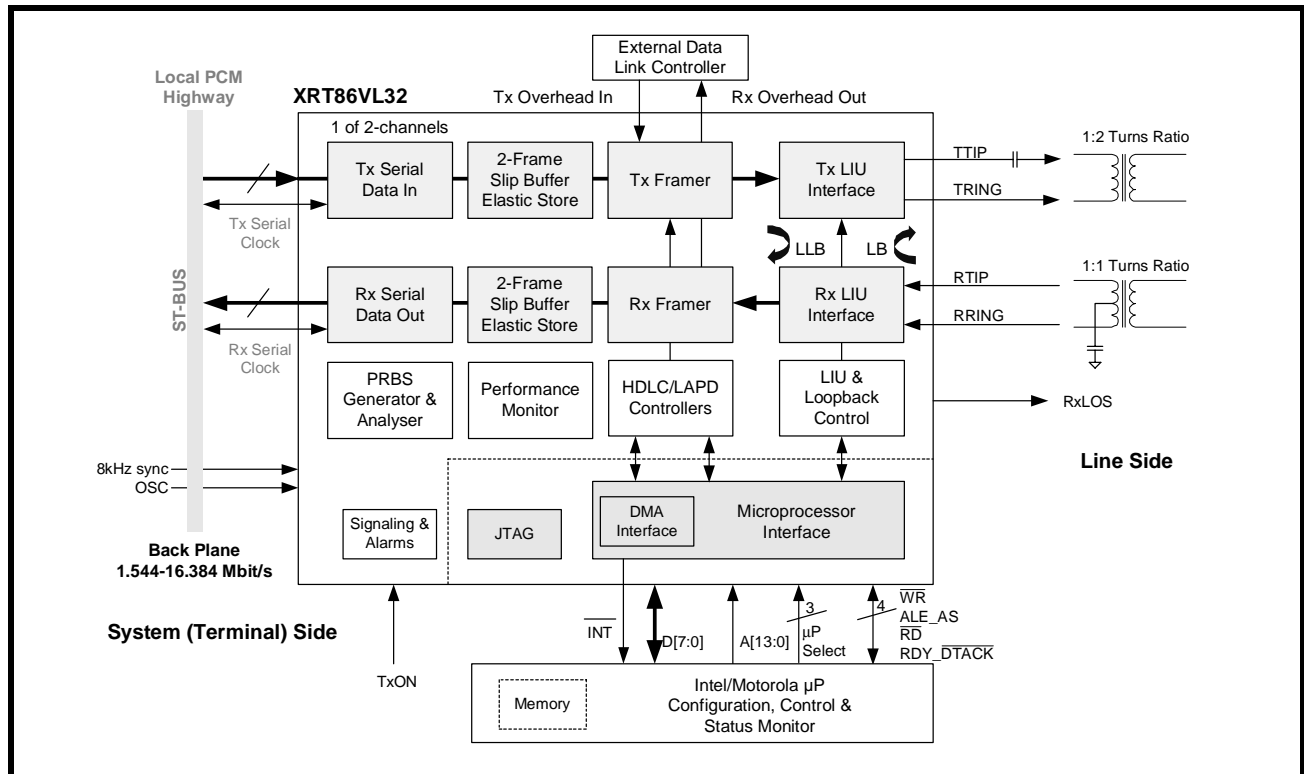 External Data
Link Controller
Local PCM
Highway
XRT86VL32
Tx Overhead In
Rx Overhead Out
1 of 2-channels
1:2 Turns Ratio
Tx Serial
Data In
2-Frame
Slip Buffer
Elastic Store
Tx Framer
Tx LIU
Interface
TTIP
TRING
Tx Serial
Clock
LLB
LB
ST-BUS
1:1 Turns Ratio
Rx Serial
Data Out
2-Frame
Slip Buffer
Elastic Store
Rx Framer
Rx LIU
Interface
RTIP
RRING
Rx Serial
Clock
PRBS
Generator &
Analyser
Performance
Monitor
HDLC/LAPD
Controllers
LIU &
Loopback
Control
RxLOS
Line Side
8kHz sync
OSC
Signaling &
Alarms
JTAG
DMA
Interface
Microprocessor
Interface
Back Plane
1.544-16.384 Mbit/s
System (Terminal) Side
TxON
INT
D[7:0]
A[13:0]
3
µP
Select
4
WR
ALE_AS
RD
RDY_DTACK
Memory
Intel/Motorola µP
Configuration, Control &
Status Monitor